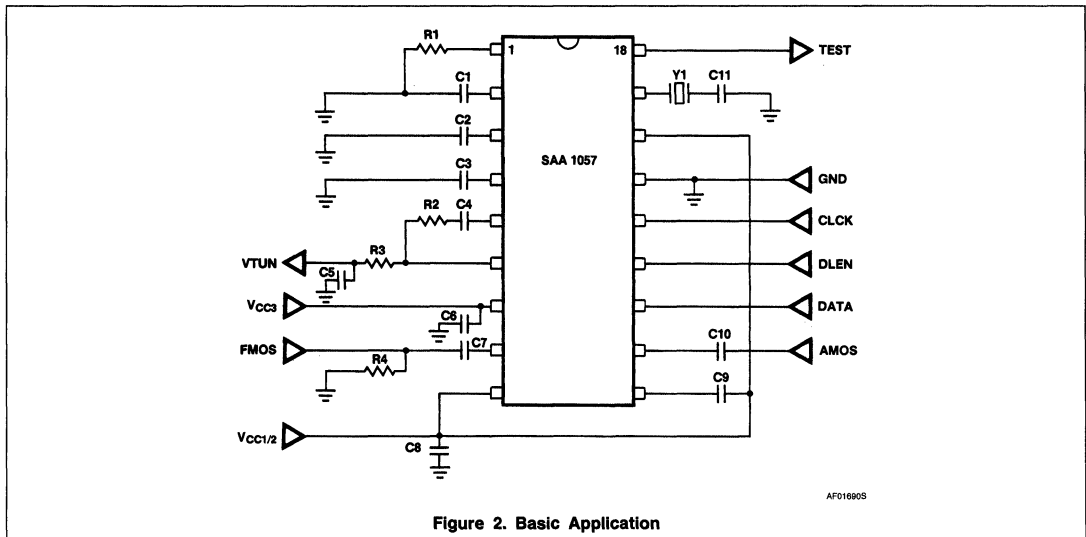 R1
1
18
TEST
C1
Y1
C11
C2
SAA 1057
C3
GND
R2
C4
CLCK
VTUN
R3
C5
DLEN
VCC3
C6
DATA
FMOS
C7
C10
AMOS
R4
C9
VCC1/2
C8
AF01690S
Figure 2. Basic Application